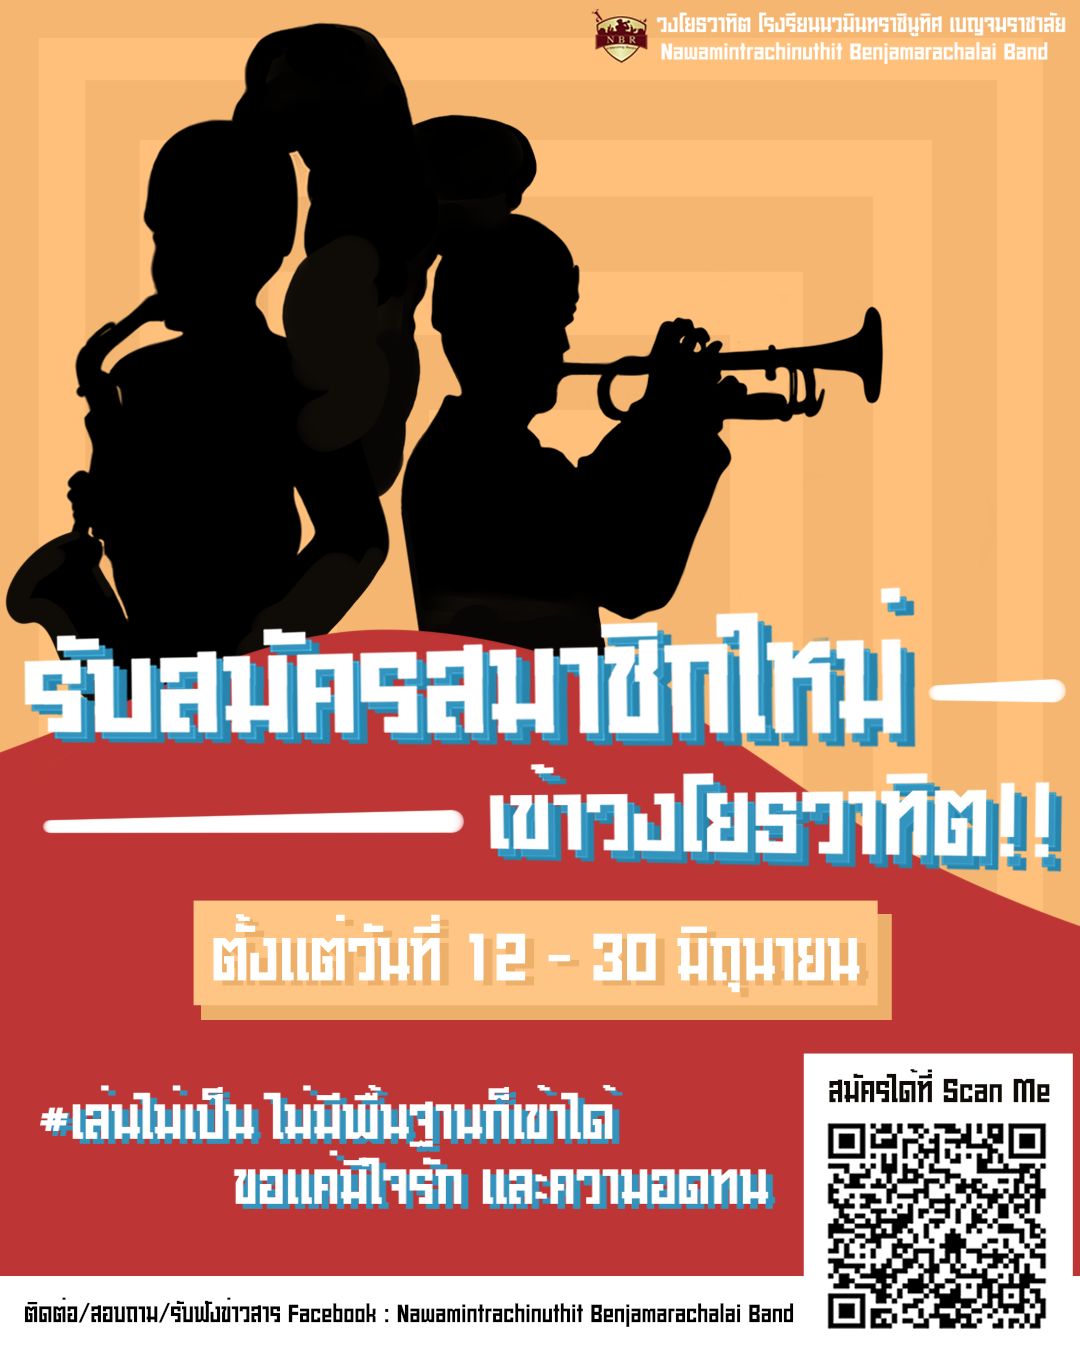 NBR
วงโยธวาทิต โรงเรียนนวมินทราชินูทิศ เบญจมราชาลัย
Nawamintrachinuthit Benjamarachalai Band
รับสมัครสมาชิกใหม่
เข้าวงโยธวาทิต!!
ตั้งแต่วันที่ 12 - 30 มิถุนายน
#เล่นไม่เป็น ไม่มีพื้นฐานก็เข้าได้
ขอแค่มีใจรัก และความอดทน
สมัครได้ที่ Scan Me
ติดต่อ/สอบถาม/รับฟังข่าวสาร Facebook : Nawamintrachinuthit Benjamarachalai Band